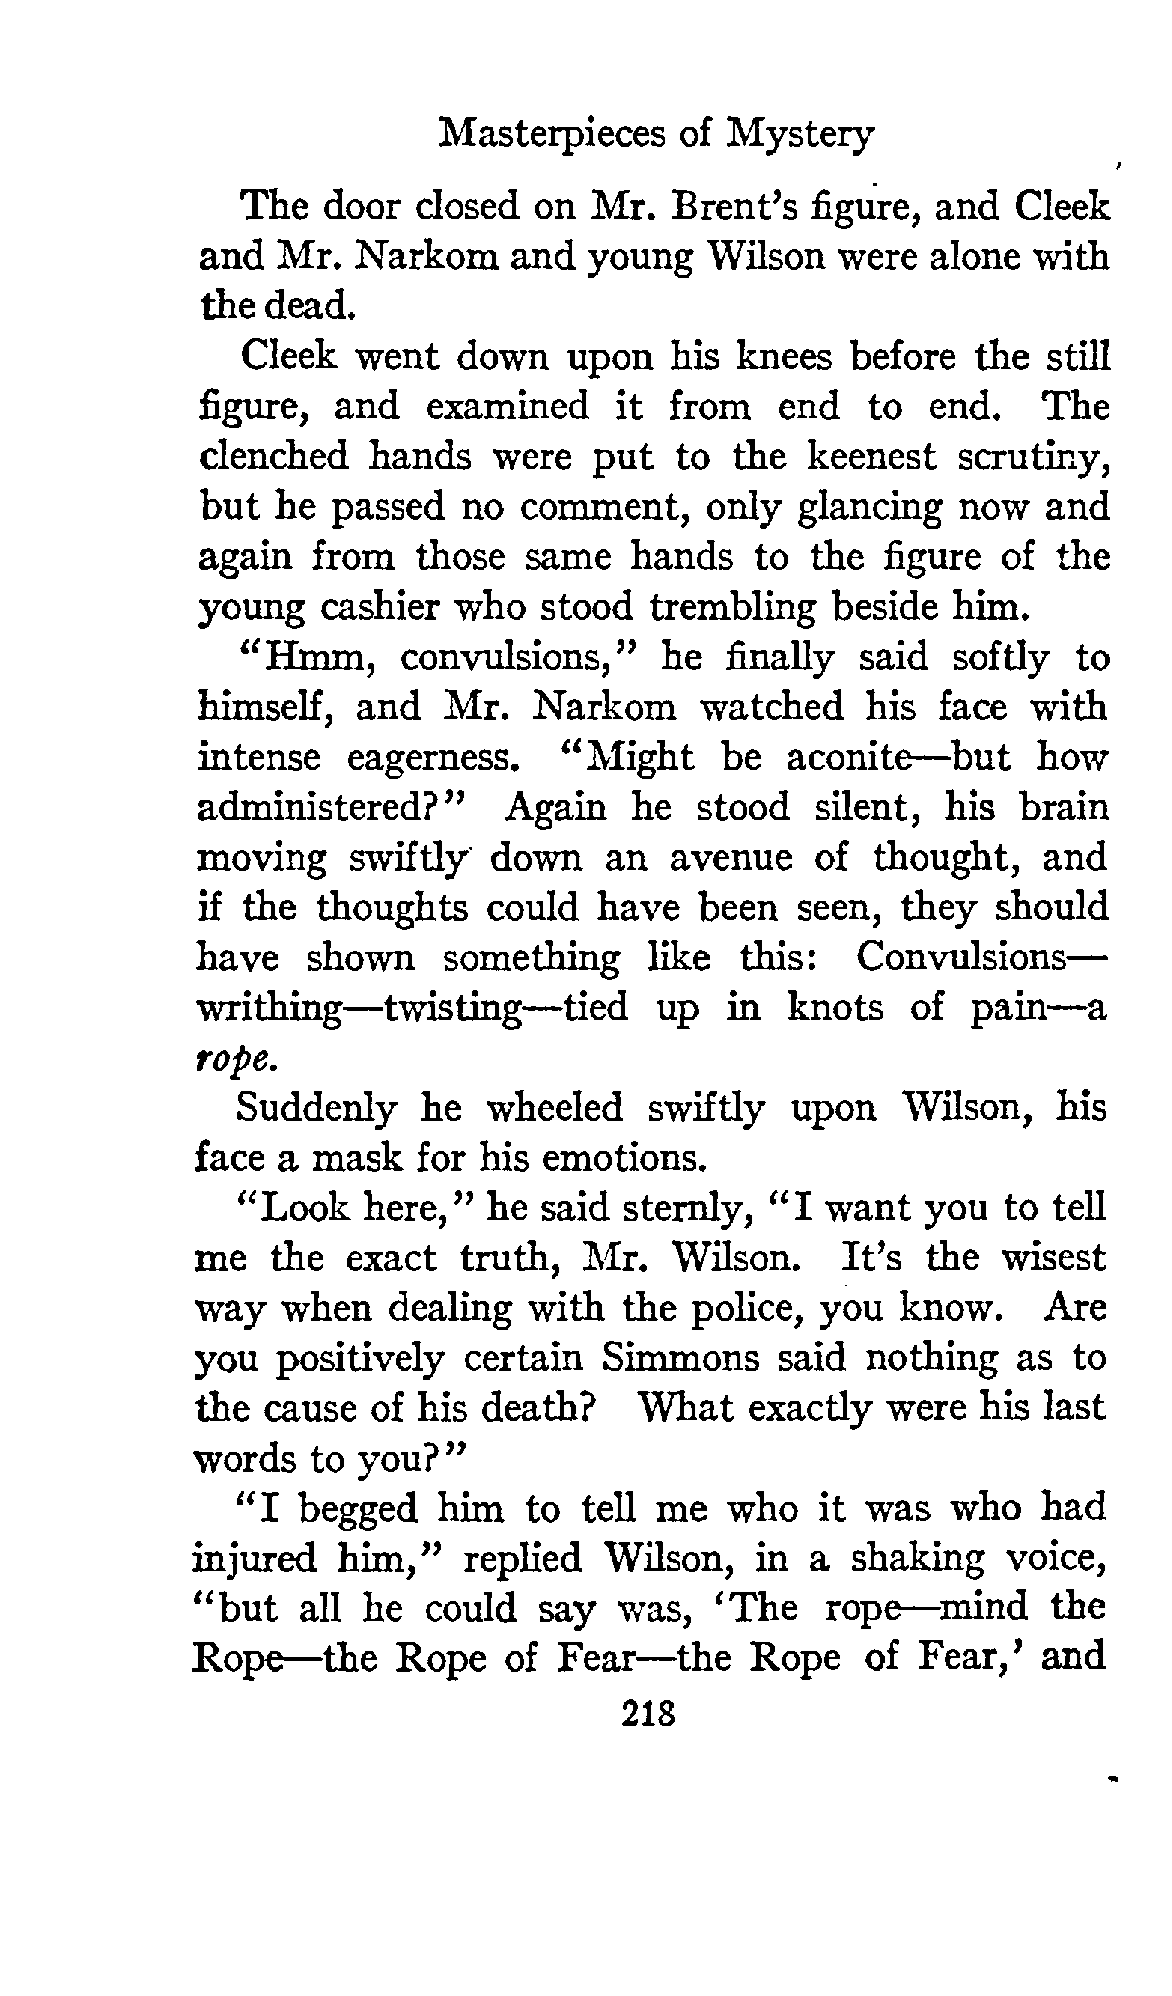 Masterpieces of Mystery
The door closed on Mr. Brent's figure, and Cleek
and Mr. Narkom and young Wilson were alone with
the dead.
Cleek went down upon his knees before the still
figure, and examined it from end to end. The
clenched hands were put to the keenest scrutiny,
but he passed no comment, only glancing now and
again from those same hands to the figure of the
young cashier who stood trembling beside him.
"Hmm, convulsions," he finally said softly to
himself, and Mr. Narkom watched his face with
intense eagerness. "Might be aconite—but how
administered?" Again he stood silent, his brain
moving swiftly down an avenue of thought, and
if the thoughts could have been seen, they should
have shown something like this: Convulsions—
writhing—twisting—tied up in knots of pain—a
rope.
Suddenly he wheeled swiftly upon Wilson, his
face a mask for his emotions.
"Look here," he said sternly, "I want you to tell
me the exact truth, Mr. Wilson. It's the wisest
way when dealing with the police, you know. Are
you positively certain Simmons said nothing as to
the cause of his death? What exactly were his last
words to you?"
"I begged him to tell me who it was who had
injured him," replied Wilson, in a shaking voice,
"but all he could say was, 'The rope—mind the
Rope—the Rope of Fear—the Rope of Fear,' and
218